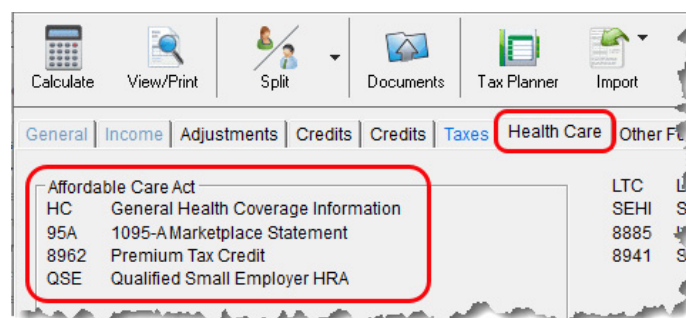 Calculate View/Print Split Documents Tax Planner Import
General Income Adjustments Credits Credits Taxes Health Care Other
Affordable Care Act
HC General Health Coverage Information
95A 1095-A Marketplace Statement
8962 Premium Tax Credit
QSE Qualified Small Employer HRA
LTC
SEHI
8885
8941